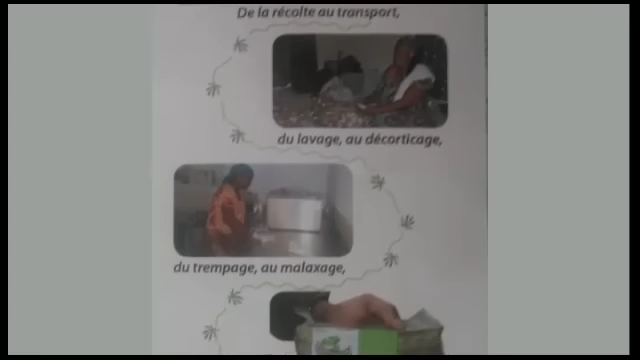 De la récolte au transport,
du lavage, au décorticage,
du trempage, au malaxage,